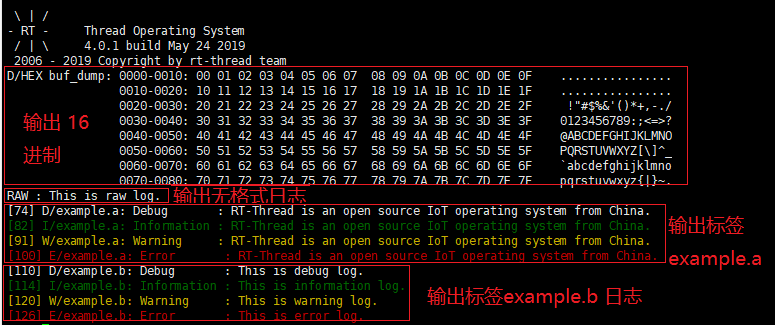 \ | /
- RT -     Thread Operating System
/ | \     4.0.1 build May 24 2019
2006 - 2019 Copyright by rt-thread team
D/HEX buf_dump: 0000-0010: 00 01 02 03 04 05 06 07  08 09 0A 0B 0C 0D 0E 0F    ................
0010-0020: 10 11 12 13 14 15 16 17  18 19 1A 1B 1C 1D 1E 1F    ................
0020-0030: 20 21 22 23 24 25 26 27  28 29 2A 2B 2C 2D 2E 2F     !"#$%&'()*+,-./
输出 16 0030-0040: 30 31 32 33 34 35 36 37  38 39 3A 3B 3C 3D 3E 3F    0123456789:;<=>?
0040-0050: 40 41 42 43 44 45 46 47  48 49 4A 4B 4C 4D 4E 4F    @ABCDEFGHIJKLMNO
进制 0050-0060: 50 51 52 53 54 55 56 57  58 59 5A 5B 5C 5D 5E 5F    PQRSTUVWXYZ[\]^_
0060-0070: 60 61 62 63 64 65 66 67  68 69 6A 6B 6C 6D 6E 6F    `abcdefghijklmno
0070-0080: 70 71 72 73 74 75 76 77  78 79 7A 7B 7C 7D 7E 7F    pqrstuvwxyz{|}~.
RAW : This is raw log. 输出无格式日志
[74] D/example.a: Debug       : RT-Thread is an open source IoT operating system from China.
[82] I/example.a: Information : RT-Thread is an open source IoT operating system from China.
[91] W/example.a: Warning     : RT-Thread is an open source IoT operating system from China.
[100] E/example.a: Error       : RT-Thread is an open source IoT operating system from China.
输出标签
example.a
[110] D/example.b: Debug       : This is debug log.
[114] I/example.b: Information : This is information log.
[120] W/example.b: Warning     : This is warning log.
[126] E/example.b: Error       : This is error log.
输出标签example.b 日志